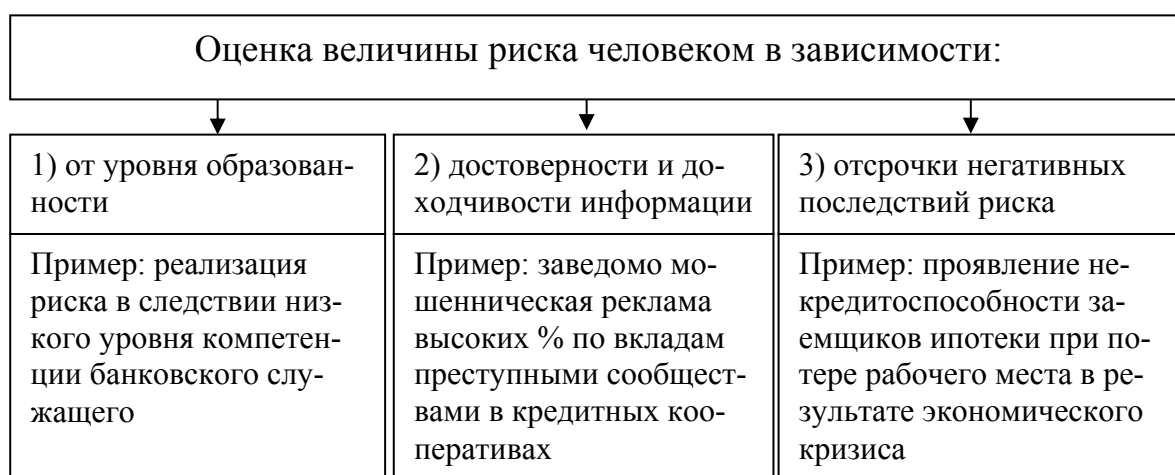 Оценка величины риска человеком в зависимости:
1) от уровня образован-
ности
Пример: реализация
риска в следствии низ-
кого уровня компетен-
ции банковского слу-
жащего
2) достоверности и до-
ходчивости информации
Пример: заведомо мо-
шенническая реклама
высоких % по вкладам
преступными сообщест-
вами в кредитных коо-
перативах
3) отсрочки негативных
последствий риска
Пример: проявление не-
кредитоспособности за-
емщиков ипотеки при по-
тере рабочего места в ре-
зультате экономического
кризиса